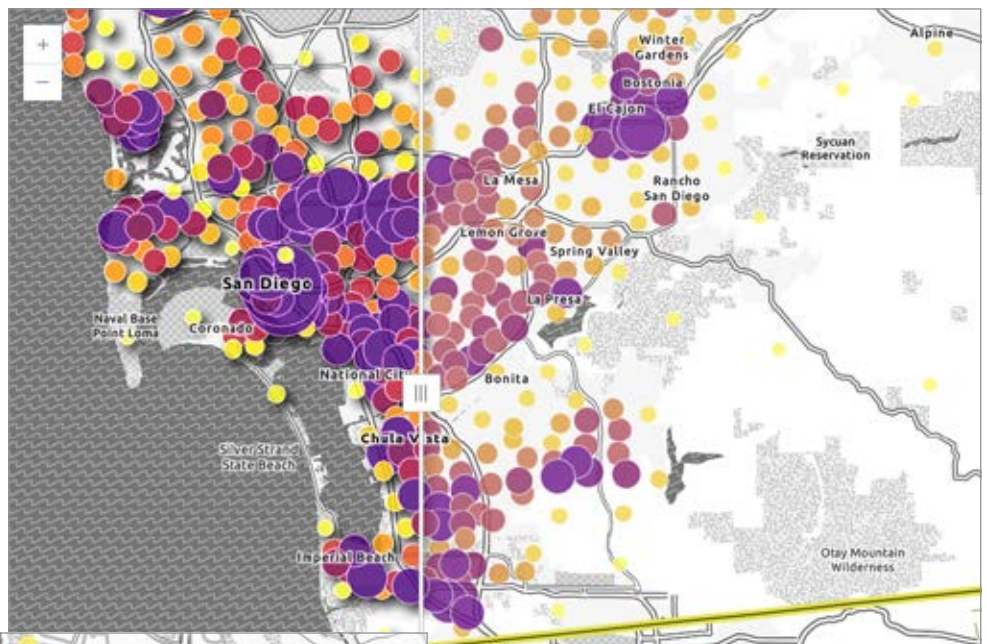 +
−
Alpine
Winter
Gardens
Bostonia
El Cajon
Sycuan
Reservation
La Mesa
Rancho
San Diego
Lemon Grove
Spring Valley
San Diego
La Presa
Naval Base
Point Loma
Coronado
National City
Bonita
Chula Vista
Silver Strand
State Beach
Imperial Beach
Otay Mountain
Wilderness